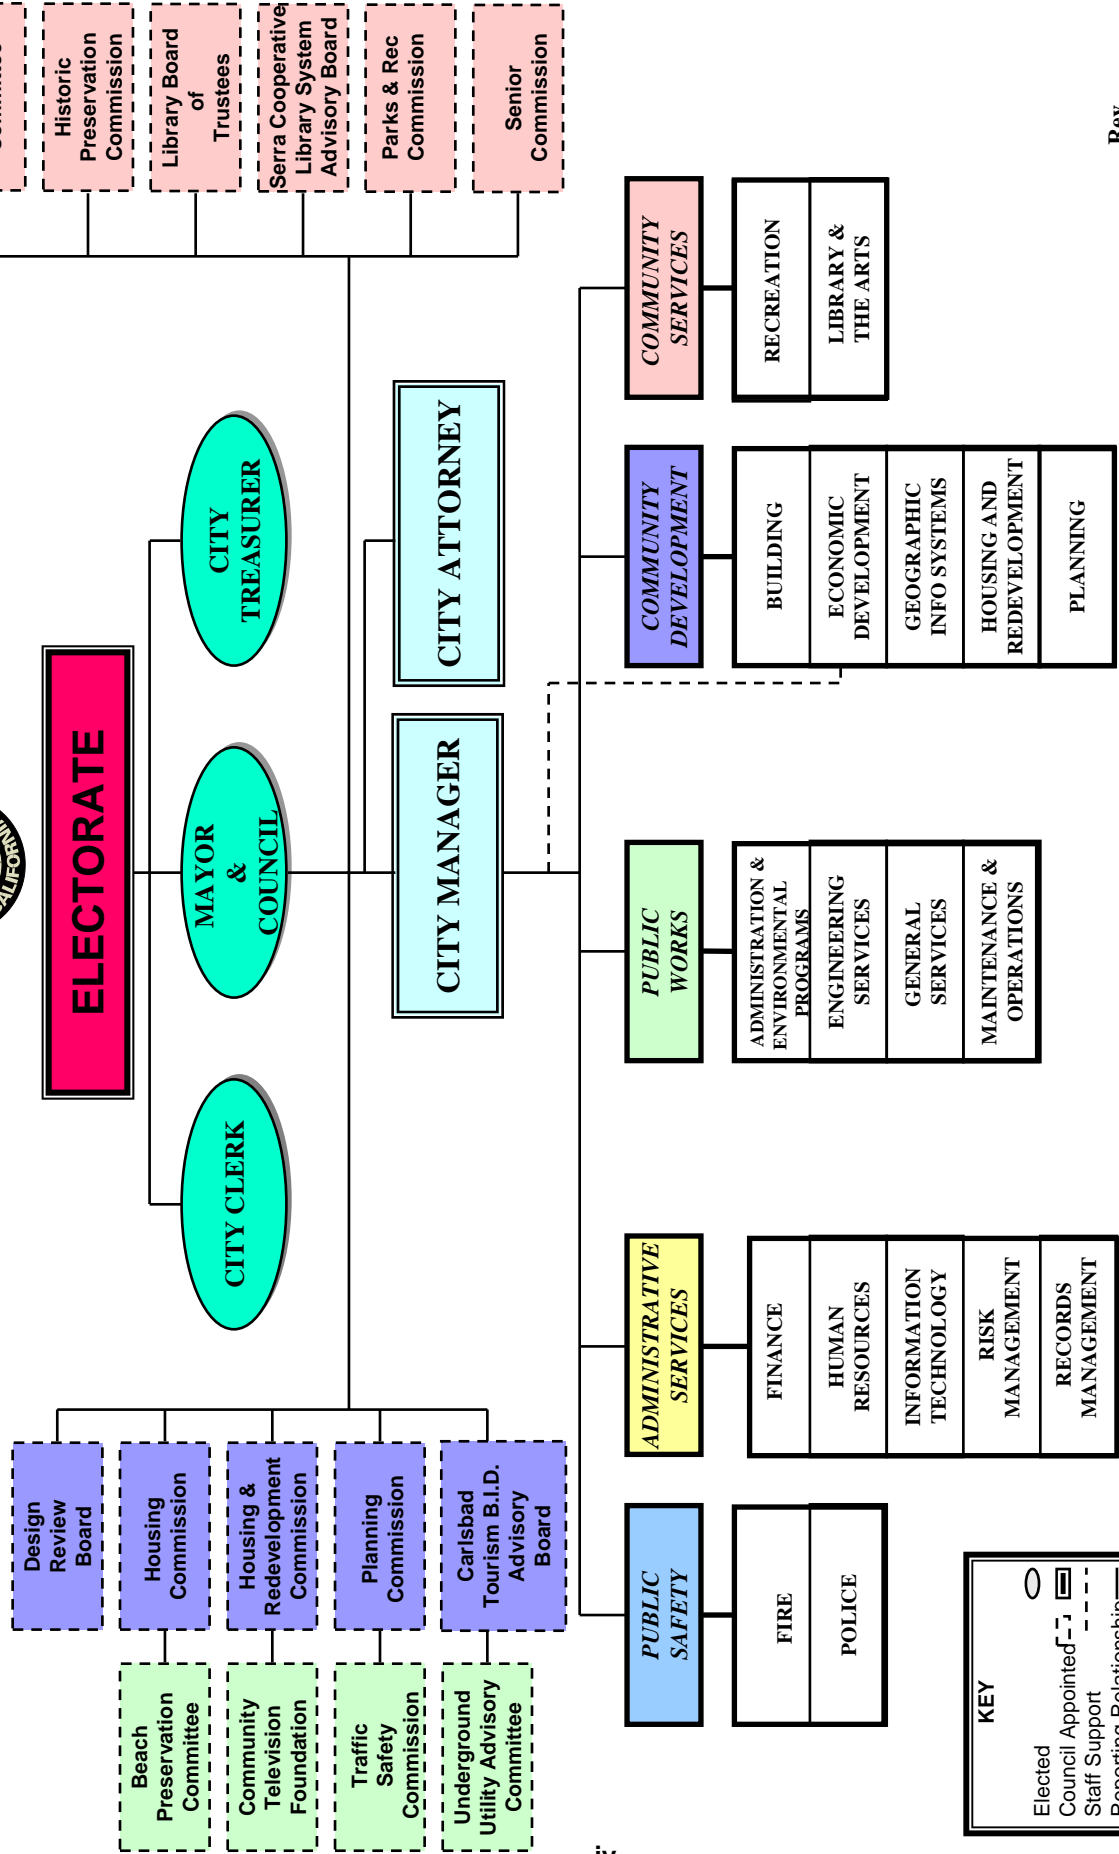 CALIFORNI
ELECTORATE
CITY CLERK
MAYOR
&
COUNCIL
CITY
TREASURER
CITY MANAGER
CITY ATTORNEY
Design
Review
Board
Housing
Commission
Housing &
Redevelopment
Commission
Planning
Commission
Carlsbad
Tourism B.I.D.
Advisory
Board
Beach
Preservation
Committee
Community
Television
Foundation
Traffic
Safety
Commission
Underground
Utility Advisory
Committee
Historic
Preservation
Commission
Library Board
of
Trustees
Serra Cooperative
Library System
Advisory Board
Parks & Rec
Commission
Senior
Commission
PUBLIC
SAFETY
FIRE
POLICE
ADMINISTRATIVE
SERVICES
FINANCE
HUMAN
RESOURCES
INFORMATION
TECHNOLOGY
RISK
MANAGEMENT
RECORDS
MANAGEMENT
PUBLIC
WORKS
ADMINISTRATION &
ENVIRONMENTAL
PROGRAMS
ENGINEERING
SERVICES
GENERAL
SERVICES
MAINTENANCE &
OPERATIONS
COMMUNITY
DEVELOPMENT
BUILDING
ECONOMIC
DEVELOPMENT
GEOGRAPHIC
INFO SYSTEMS
HOUSING AND
REDEVELOPMENT
PLANNING
COMMUNITY
SERVICES
RECREATION
LIBRARY &
THE ARTS
KEY
Elected
Council Appointed
Staff Support
Reporting Relationship
iv